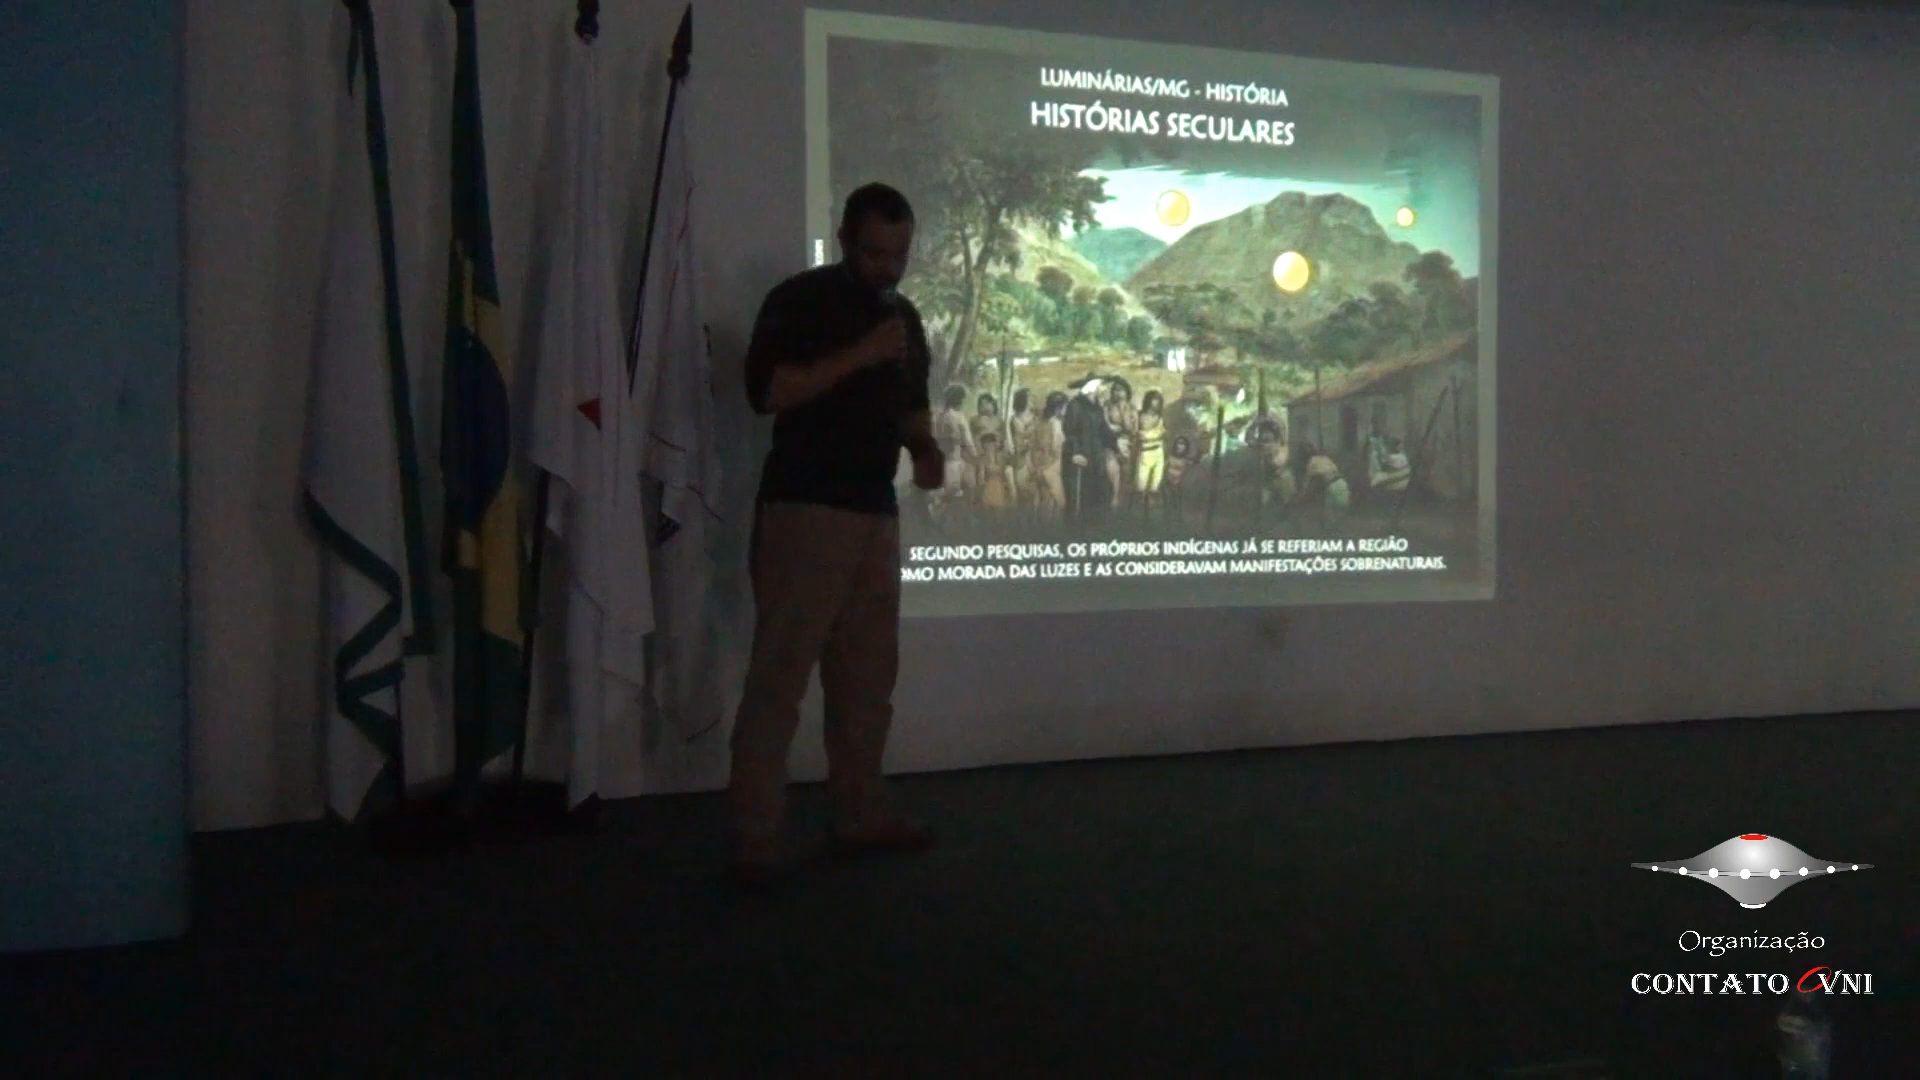 LUMINÁRIAS/MG - HISTÓRIA
HISTÓRIAS SECULARES
SEGUNDO PESQUISAS, OS PRÓPRIOS INDÍGENAS JÁ SE REFERIAM A REGIÃO
OMO MORADA DAS LUZES E AS CONSIDERAVAM MANIFESTAÇÕES SOBRENATURAIS.
Organização
CONTATO OVNI